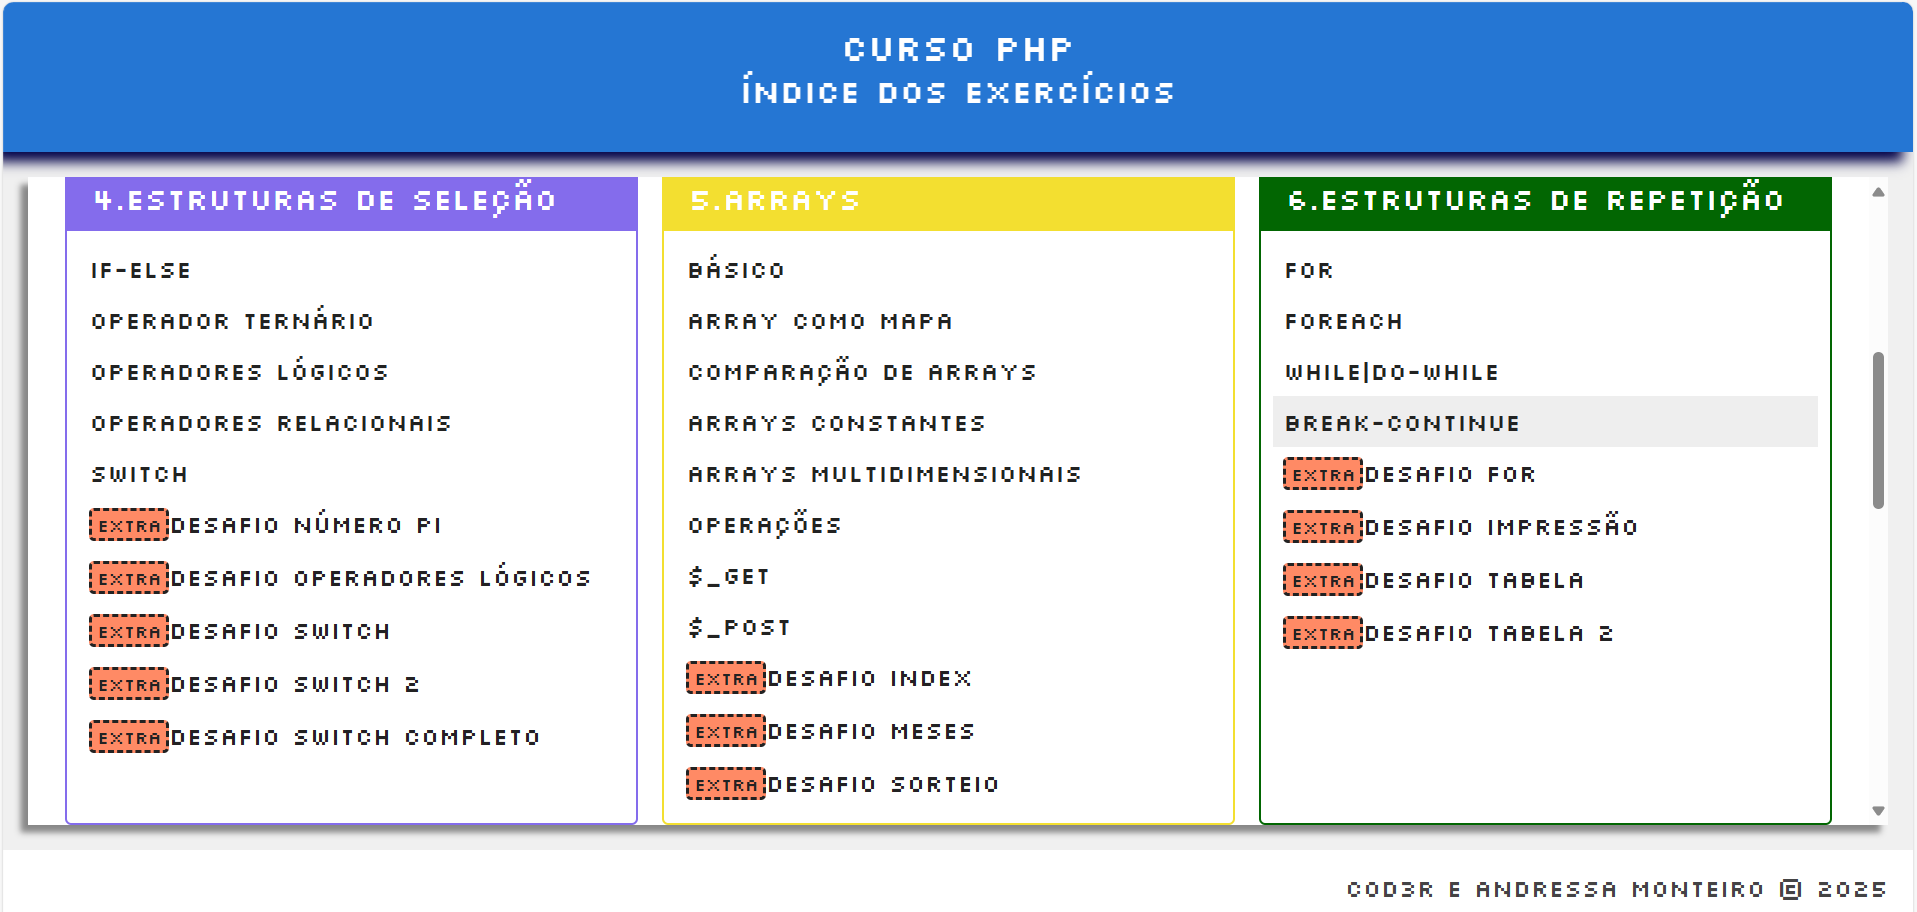 CURSO PHP
ÍNDICE DOS EXERCÍCIOS
4.ESTRUTURAS DE SELEÇÃO
IF-ELSE
OPERADOR TERNÁRIO
OPERADORES LÓGICOS
OPERADORES RELACIONAIS
SWITCH
EXTRA DESAFIO NÚMERO PI
EXTRA DESAFIO OPERADORES LÓGICOS
EXTRA DESAFIO SWITCH
EXTRA DESAFIO SWITCH 2
EXTRA DESAFIO SWITCH COMPLETO
5.ARRAYS
BÁSICO
ARRAY COMO MAPA
COMPARAÇÃO DE ARRAYS
ARRAYS CONSTANTES
ARRAYS MULTIDIMENSIONAIS
OPERAÇÕES
$_GET
$_POST
EXTRA DESAFIO INDEX
EXTRA DESAFIO MESES
EXTRA DESAFIO SORTEIO
6.ESTRUTURAS DE REPETIÇÃO
FOR
FOREACH
WHILE|DO-WHILE
BREAK-CONTINUE
EXTRA DESAFIO FOR
EXTRA DESAFIO IMPRESSÃO
EXTRA DESAFIO TABELA
EXTRA DESAFIO TABELA 2
COD3R E ANDRESSA MONTEIRO © 2025